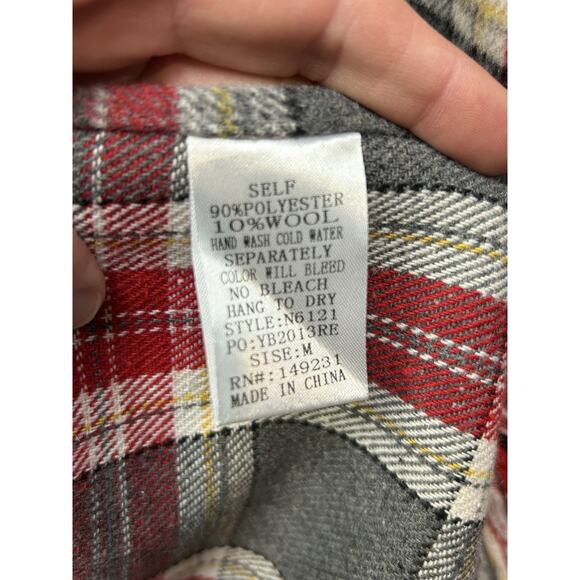 SELF
90%POLYESTER
10%WOOL
HAND WASH COLD WATER
SEPARATELY
COLOR WILL BLEED
NO BLEACH
HANG TO DRY
STYLE:N6121
PO:YB2013RE
SIZE:M
RN#:149231
MADE IN CHINA